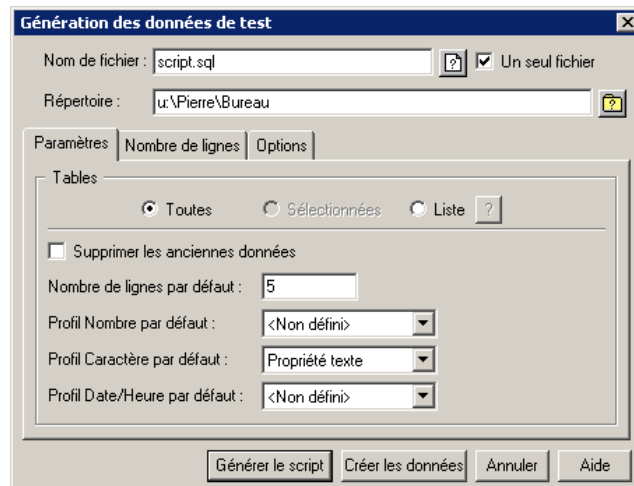 Génération des données de test
Nom de fichier : script.sql ? Un seul fichier
Répertoire : u:\Pierre\Bureau ?
Paramètres Nombre de lignes Options
Tables
Toutes Sélectionnées Liste ?
Supprimer les anciennes données
Nombre de lignes par défaut : 5
Profil Nombre par défaut : <Non défini>
Profil Caractère par défaut : Propriété texte
Profil Date/Heure par défaut : <Non défini>
Générer le script Créer les données Annuler Aide